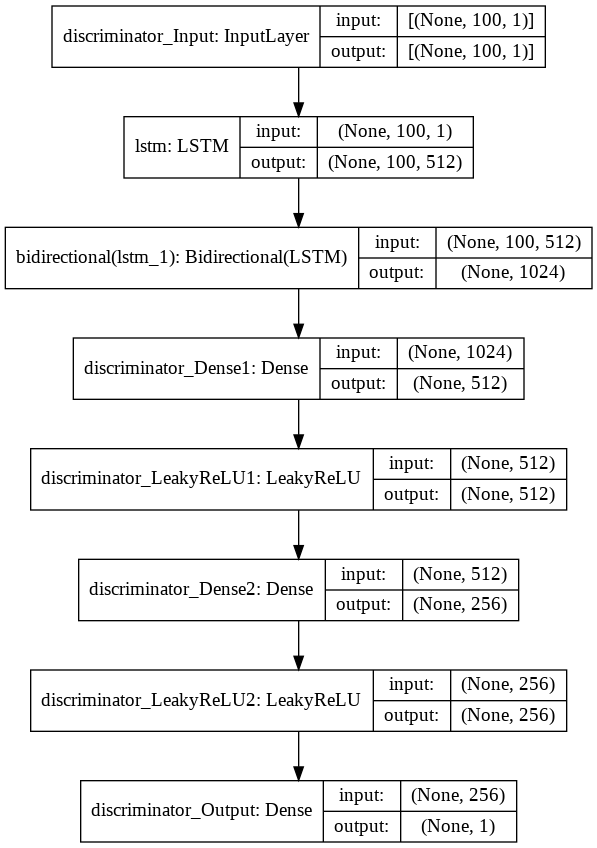 discriminator_Input: InputLayer
input:
[(None, 100, 1)]
output:
[(None, 100, 1)]
lstm: LSTM
input:
(None, 100, 1)
output:
(None, 100, 512)
bidirectional(lstm_1): Bidirectional(LSTM)
input:
(None, 100, 512)
output:
(None, 1024)
discriminator_Dense1: Dense
input:
(None, 1024)
output:
(None, 512)
discriminator_LeakyReLU1: LeakyReLU
input:
(None, 512)
output:
(None, 512)
discriminator_Dense2: Dense
input:
(None, 512)
output:
(None, 256)
discriminator_LeakyReLU2: LeakyReLU
input:
(None, 256)
output:
(None, 256)
discriminator_Output: Dense
input:
(None, 256)
output:
(None, 1)